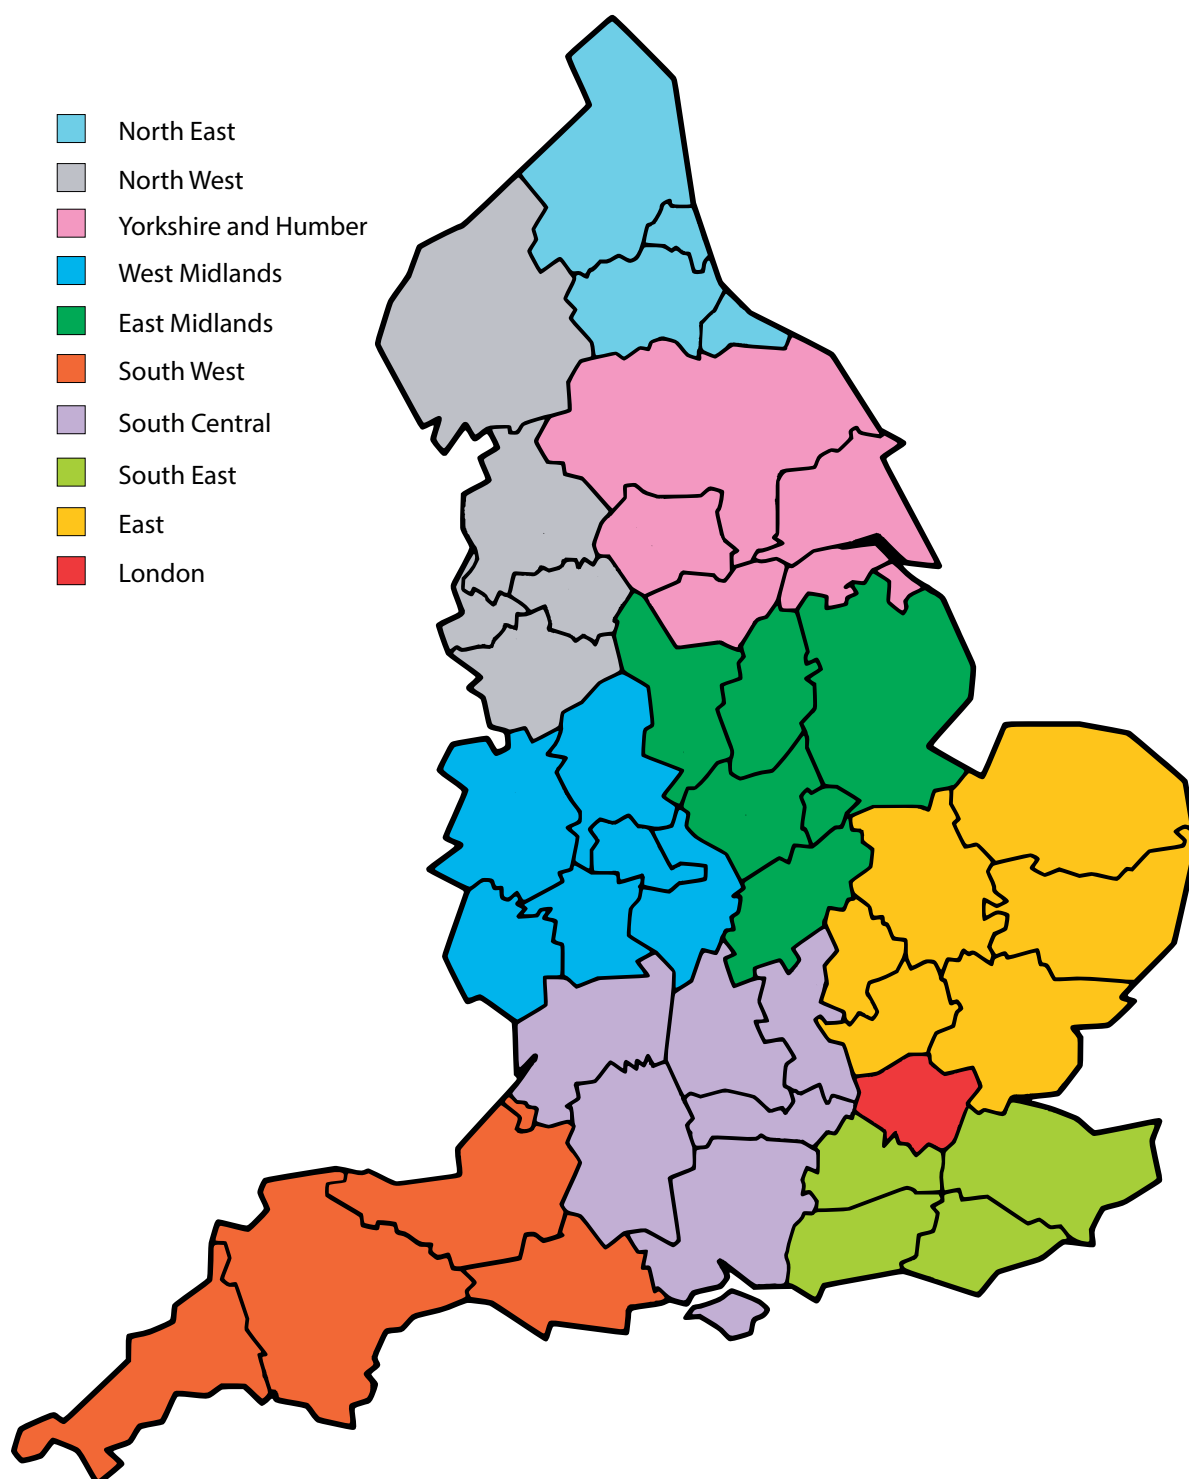 North East
North West
Yorkshire and Humber
West Midlands
East Midlands
South West
South Central
South East
East
London